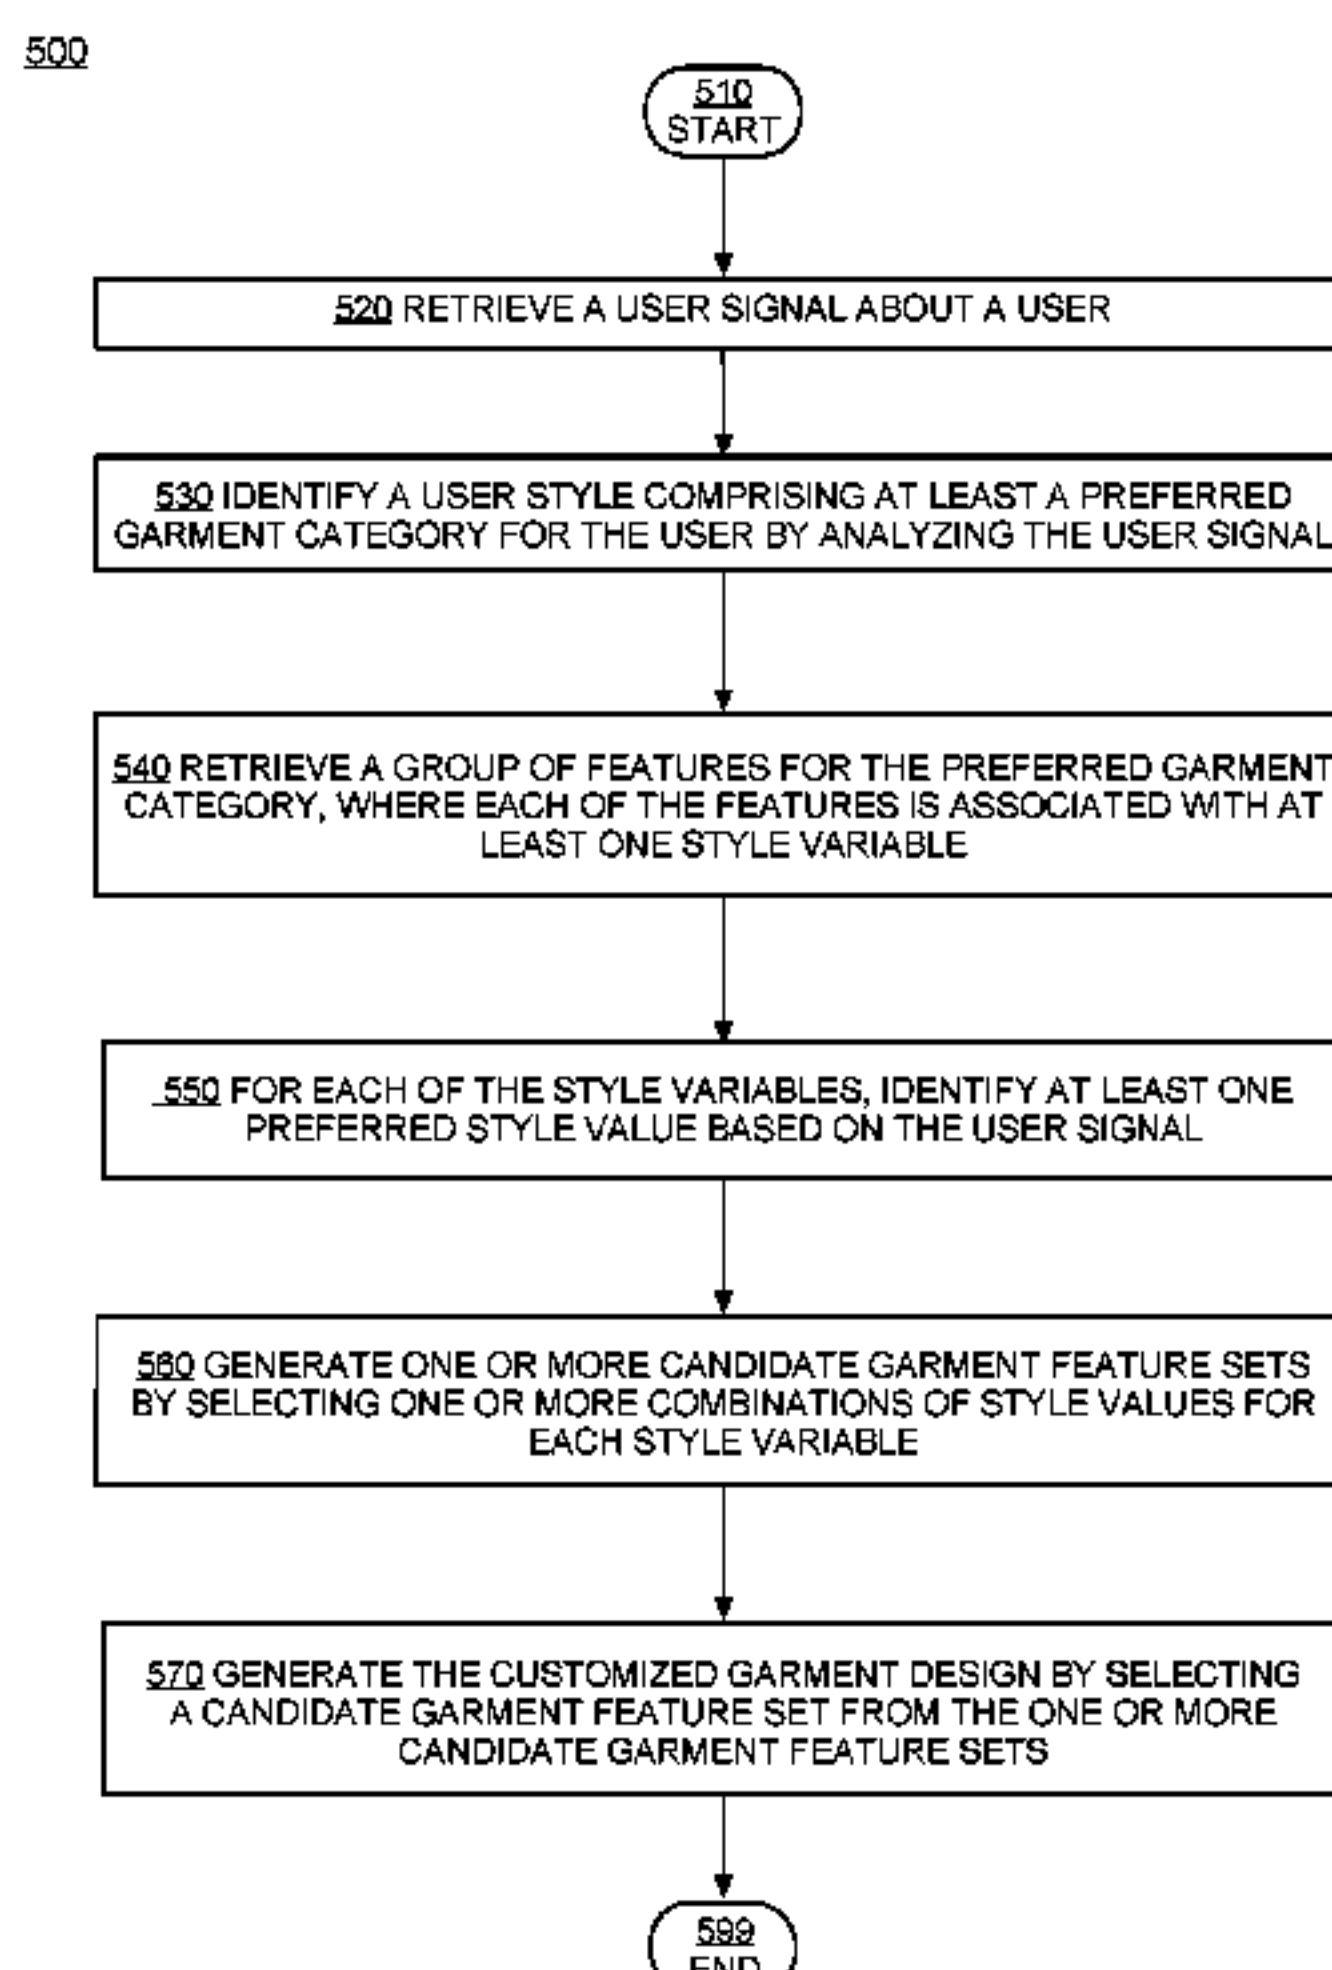 500
510
START
520 RETRIEVE A USER SIGNAL ABOUT A USER
530 IDENTIFY A USER STYLE COMPRISING AT LEAST A PREFERRED
GARMENT CATEGORY FOR THE USER BY ANALYZING THE USER SIGNAL
540 RETRIEVE A GROUP OF FEATURES FOR THE PREFERRED GARMENT
CATEGORY, WHERE EACH OF THE FEATURES IS ASSOCIATED WITH AT
LEAST ONE STYLE VARIABLE
550 FOR EACH OF THE STYLE VARIABLES, IDENTIFY AT LEAST ONE
PREFERRED STYLE VALUE BASED ON THE USER SIGNAL
560 GENERATE ONE OR MORE CANDIDATE GARMENT FEATURE SETS
BY SELECTING ONE OR MORE COMBINATIONS OF STYLE VALUES FOR
EACH STYLE VARIABLE
570 GENERATE THE CUSTOMIZED GARMENT DESIGN BY SELECTING
A CANDIDATE GARMENT FEATURE SET FROM THE ONE OR MORE
CANDIDATE GARMENT FEATURE SETS
599
END